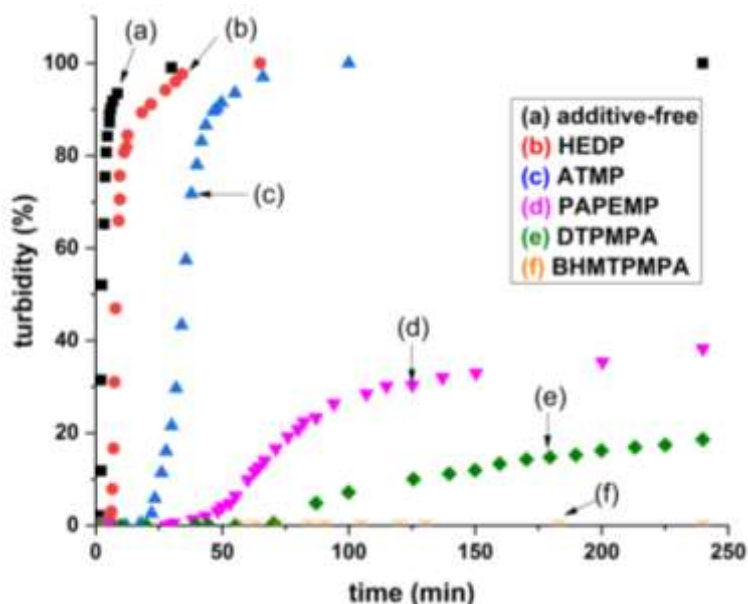 (a)
(b)
100
80
60
40
20
0
turbidity (%)
(a) additive-free
(b) HEDP
(c) ATMP
(d) PAPEMP
(e) DTPMPA
(f) BHMTPMPA
(c)
(d)
(e)
(f)
0 50 100 150 200 250
time (min)